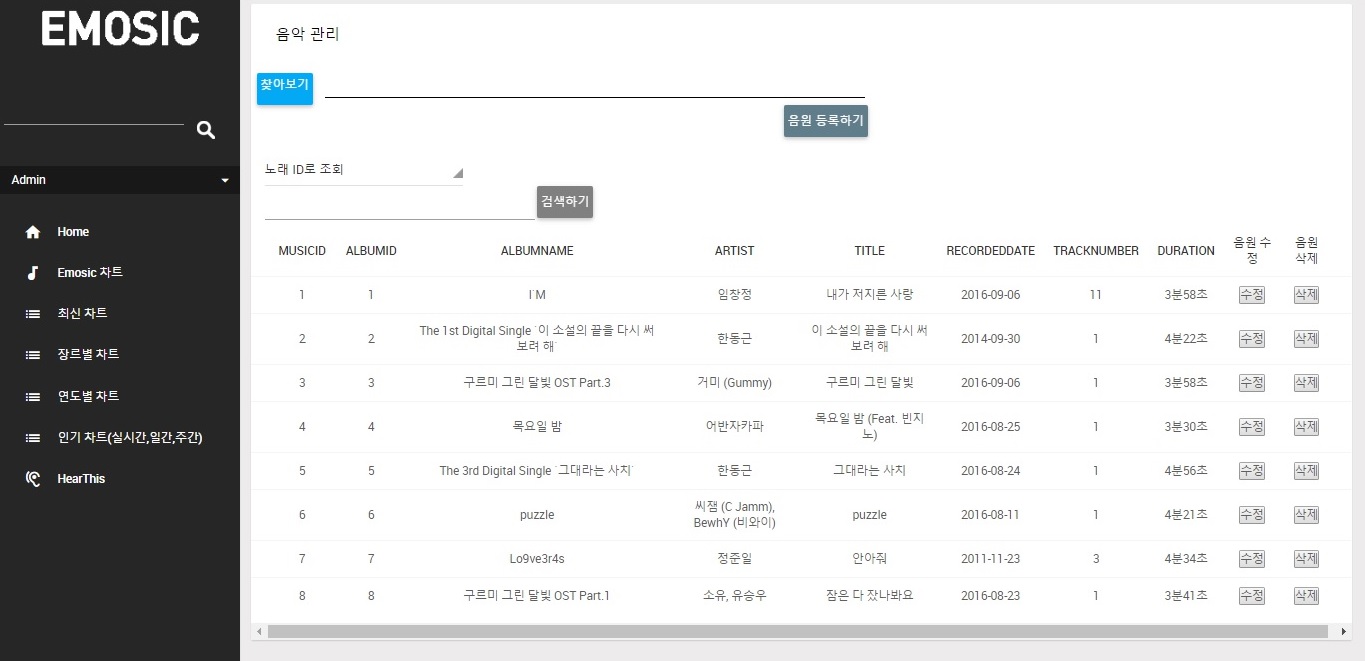 EMOSIC
Admin
Home
Emosic 차트
최신 차트
장르별 차트
연도별 차트
인기 차트(실시간,일간,주간)
HearThis
음악 관리
찾아보기
음원 등록하기
노래 ID로 조회
검색하기
MUSICID ALBUMID ALBUMNAME ARTIST TITLE RECORDEDDATE TRACKNUMBER DURATION 음원 수 음원
정 삭제
1 1 I`M 임창정 내가 저지른 사랑 2016-09-06 11 3분58초 수정 삭제
The 1st Digital Single `이 소설의 끝을 다시 써 이 소설의 끝을 다시 써
2 2 한동근 2014-09-30 1 4분22초 수정 삭제
보려 해` 보려 해
3 3 구르미 그린 달빛 OST Part.3 거미 (Gummy) 구르미 그린 달빛 2016-09-06 1 3분58초 수정 삭제
목요일 밤 (Feat. 빈지
4 4 목요일 밤 어반자카파 2016-08-25 1 3분30초 수정 삭제
노)
5 5 The 3rd Digital Single `그대라는 사치` 한동근 그대라는 사치 2016-08-24 1 4분56초 수정 삭제
씨잼 (C Jamm),
6 6 puzzle puzzle 2016-08-11 1 4분21초 수정 삭제
BewhY (비와이)
7 7 Lo9ve3r4s 정준일 안아줘 2011-11-23 3 4분34초 수정 삭제
8 8 구르미 그린 달빛 OST Part.1 소유, 유승우 잠은 다 잤나봐요 2016-08-23 1 3분41초 수정 삭제